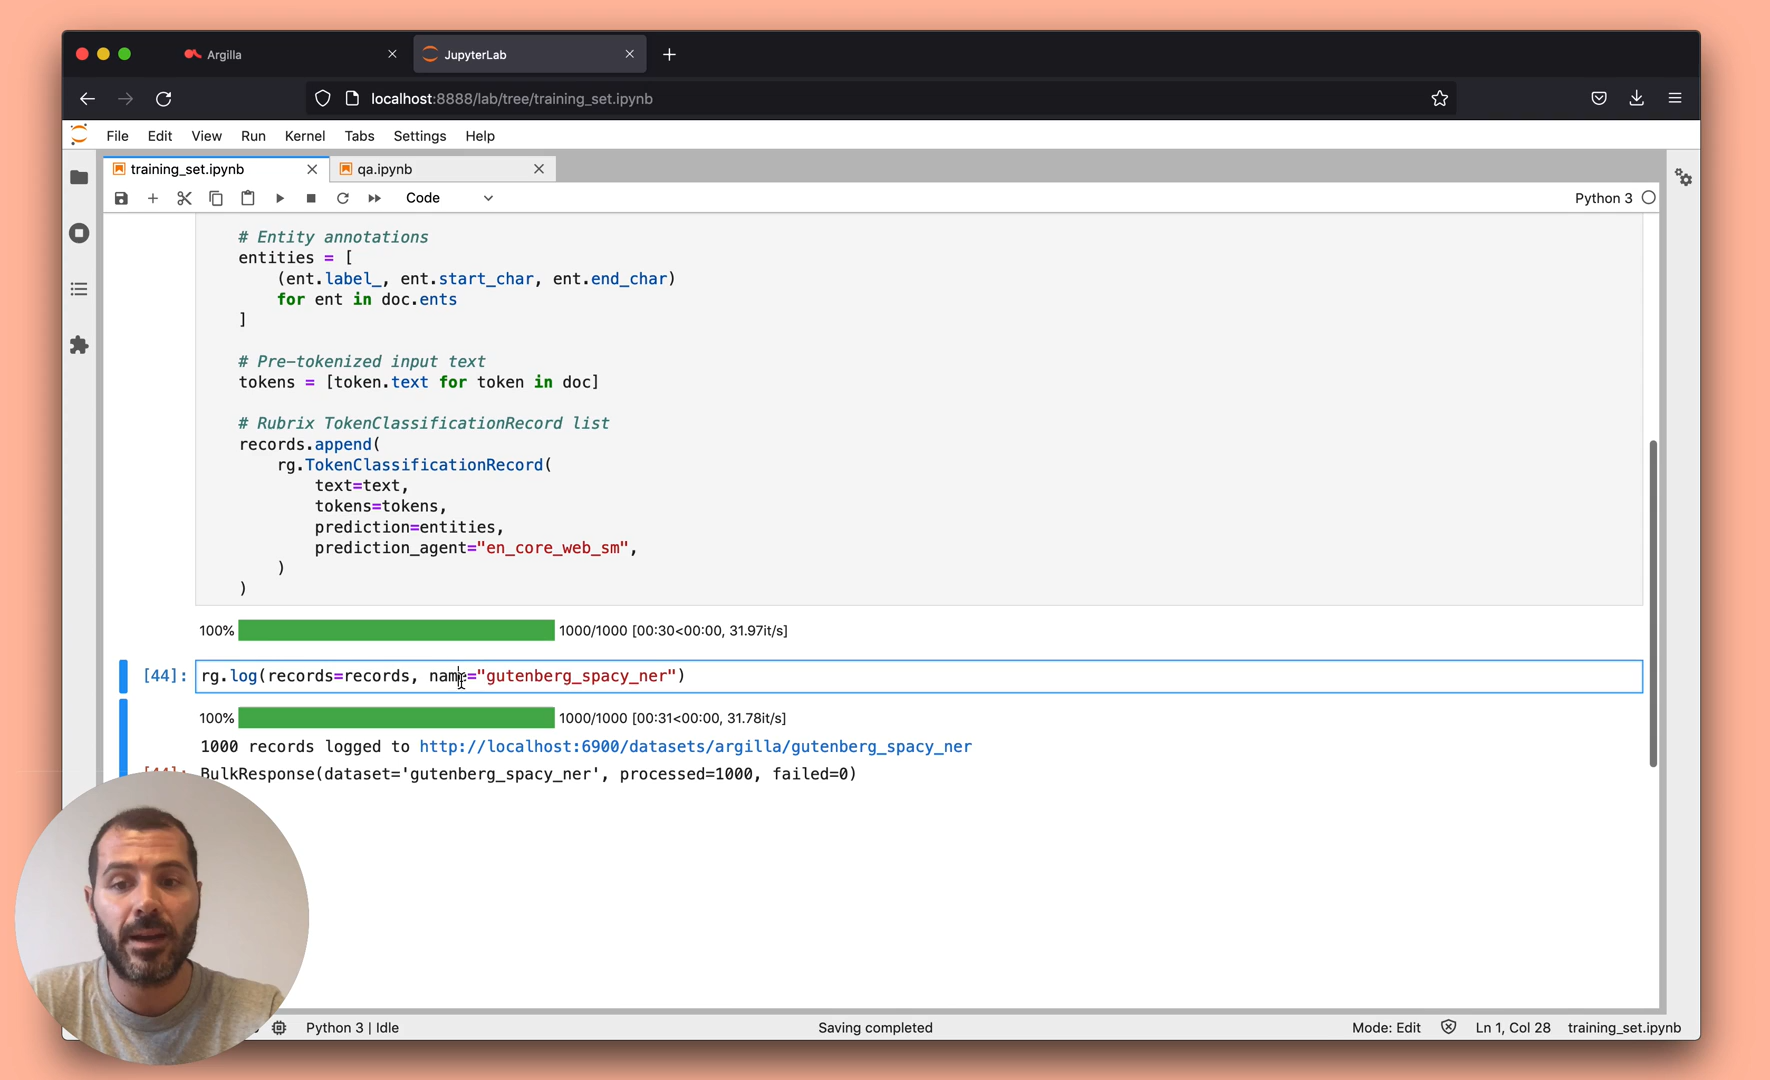 Argilla
JupyterLab
localhost:8888/lab/tree/training_set.ipynb
File Edit View Run Kernel Tabs Settings Help
training_set.ipynb
qa.ipynb
Code
Python 3
# Entity annotations
entities = [
(ent.label_, ent.start_char, ent.end_char)
for ent in doc.ents
]
# Pre-tokenized input text
tokens = [token.text for token in doc]
# Rubrix TokenClassificationRecord list
records.append(
rg.TokenClassificationRecord(
text=text,
tokens=tokens,
prediction=entities,
prediction_agent="en_core_web_sm",
)
)
100% 1000/1000 [00:30<00:00, 31.97it/s]
[44]: rg.log(records=records, name="gutenberg_spacy_ner")
100% 1000/1000 [00:31<00:00, 31.78it/s]
1000 records logged to http://localhost:6900/datasets/argilla/gutenberg_spacy_ner
[44]: BulkResponse(dataset='gutenberg_spacy_ner', processed=1000, failed=0)
Python 3 | Idle
Saving completed
Mode: Edit
Ln 1, Col 28
training_set.ipynb